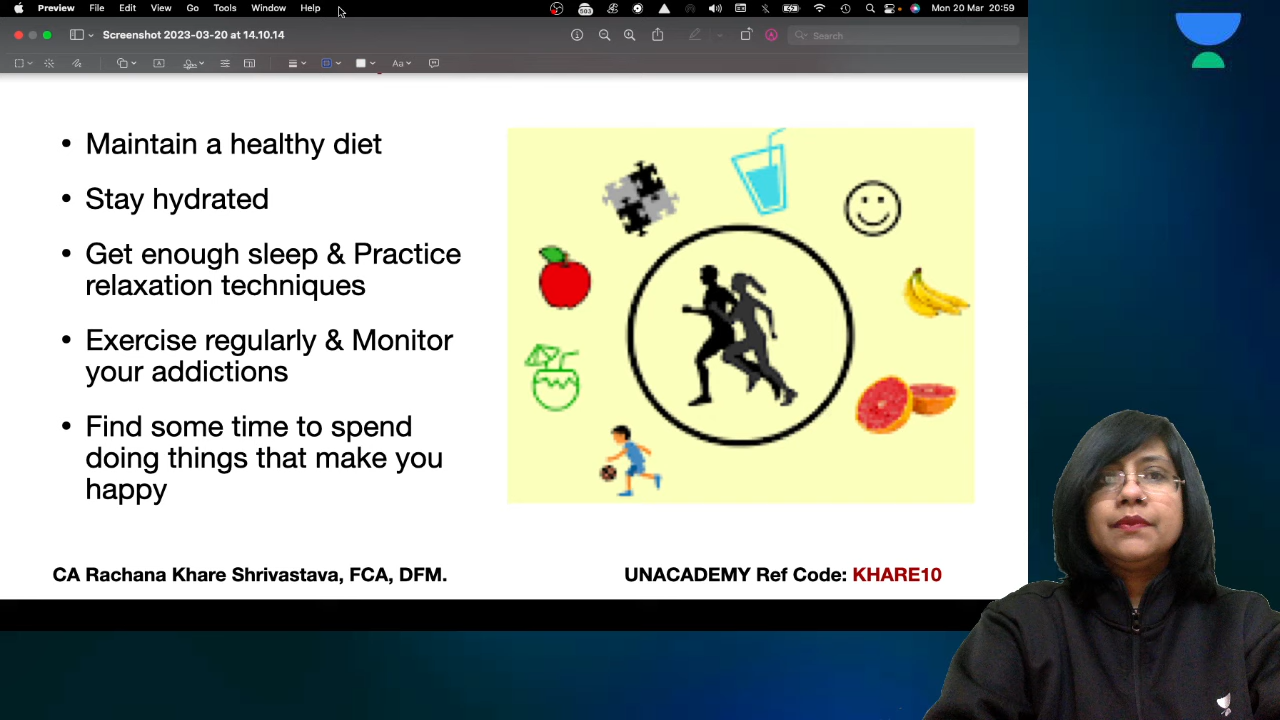 Preview File Edit View Go Tools Window Help
503
Mon 20 Mar 20:59
Screenshot 2023-03-20 at 14.10.14
Search
Aa
• Maintain a healthy diet
• Stay hydrated
• Get enough sleep & Practice
relaxation techniques
• Exercise regularly & Monitor
your addictions
• Find some time to spend
doing things that make you
happy
CA Rachana Khare Shrivastava, FCA, DFM.
UNACADEMY Ref Code: KHARE10